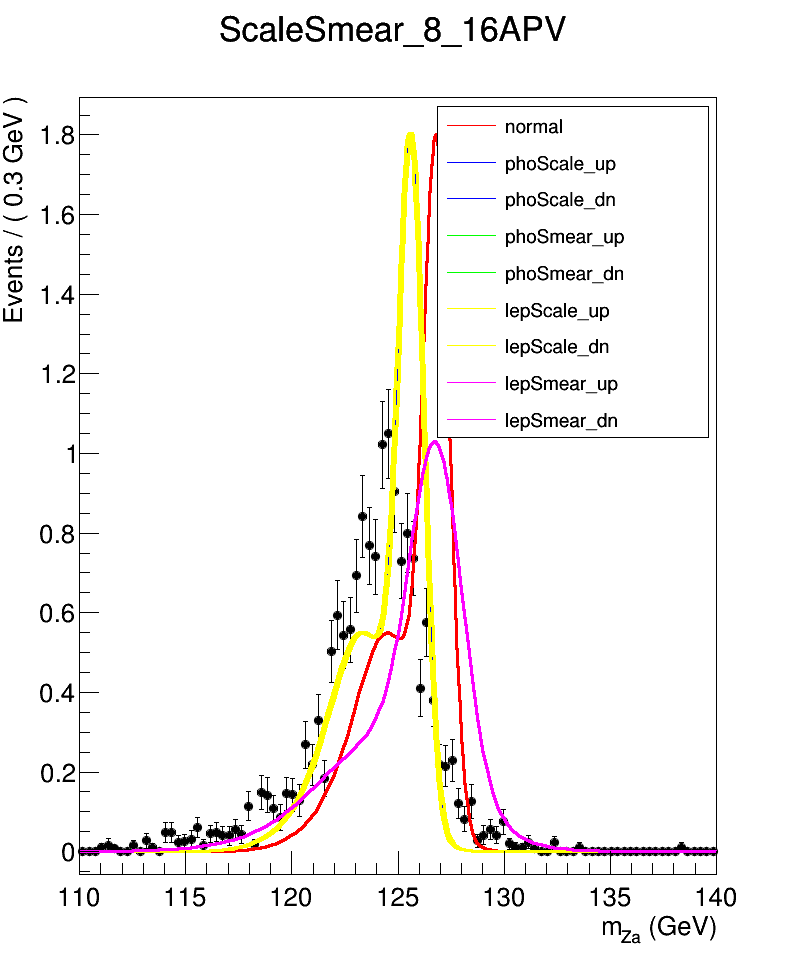 ScaleSmear_8_16APV
Events / ( 0.3 GeV )
1.8
1.6
1.4
1.2
1
0.8
0.6
0.4
0.2
0
normal
phoScale_up
phoScale_dn
phoSmear_up
phoSmear_dn
lepScale_up
lepScale_dn
lepSmear_up
lepSmear_dn
110 115 120 125 130 135 140
m_Za (GeV)